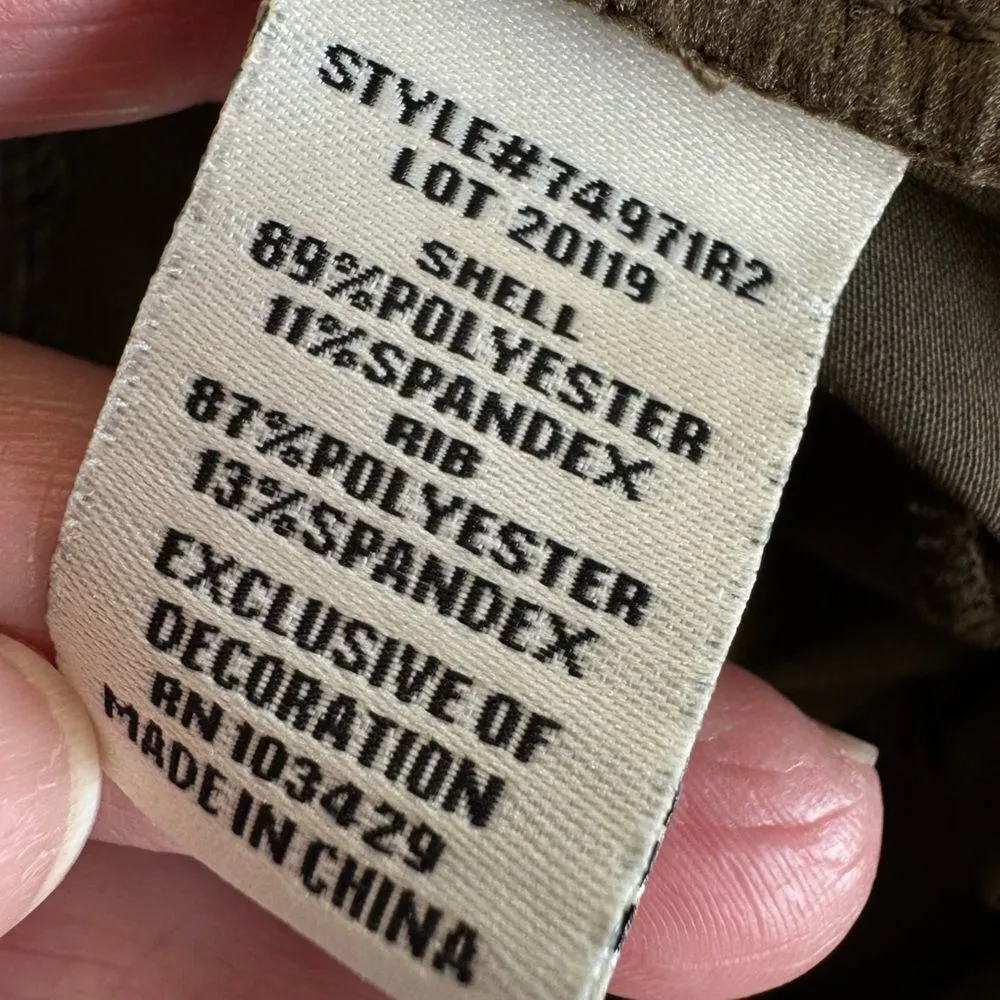 STYLE#74971R2
LOT 20119
SHELL
89%POLYESTER
11%SPANDEX
RIB
87%POLYESTER
13%SPANDEX
EXCLUSIVE OF
DECORATION
RN 103429
MADE IN CHINA